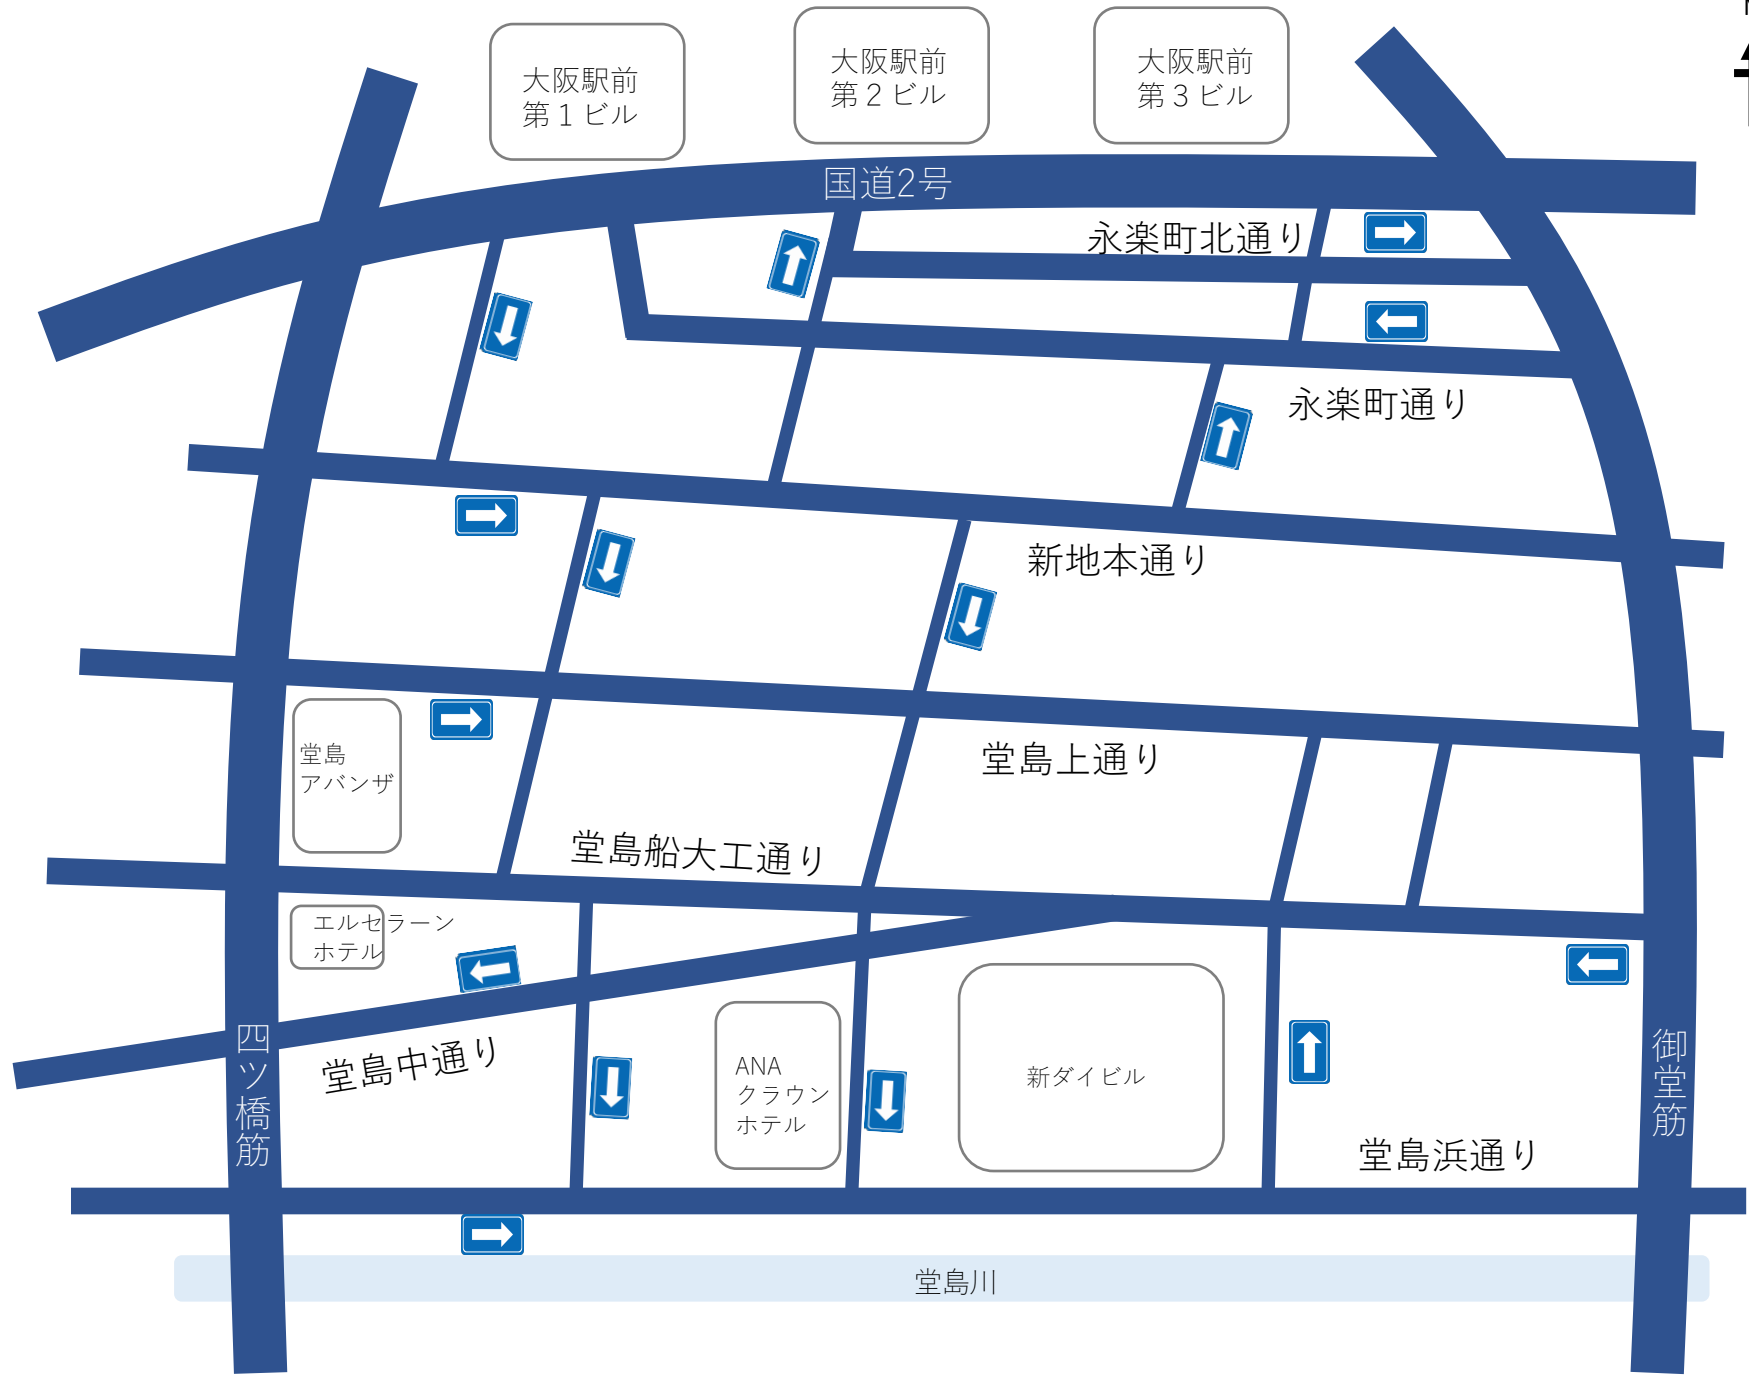 大阪駅前
第１ビル
大阪駅前
第２ビル
大阪駅前
第３ビル
国道2号
永楽町北通り
永楽町通り
新地本通り
堂島
アバンザ
堂島上通り
堂島船大工通り
エルセラーン
ホテル
四ツ橋筋
堂島中通り
ANA
クラウン
ホテル
新ダイビル
御堂筋
堂島浜通り
堂島川